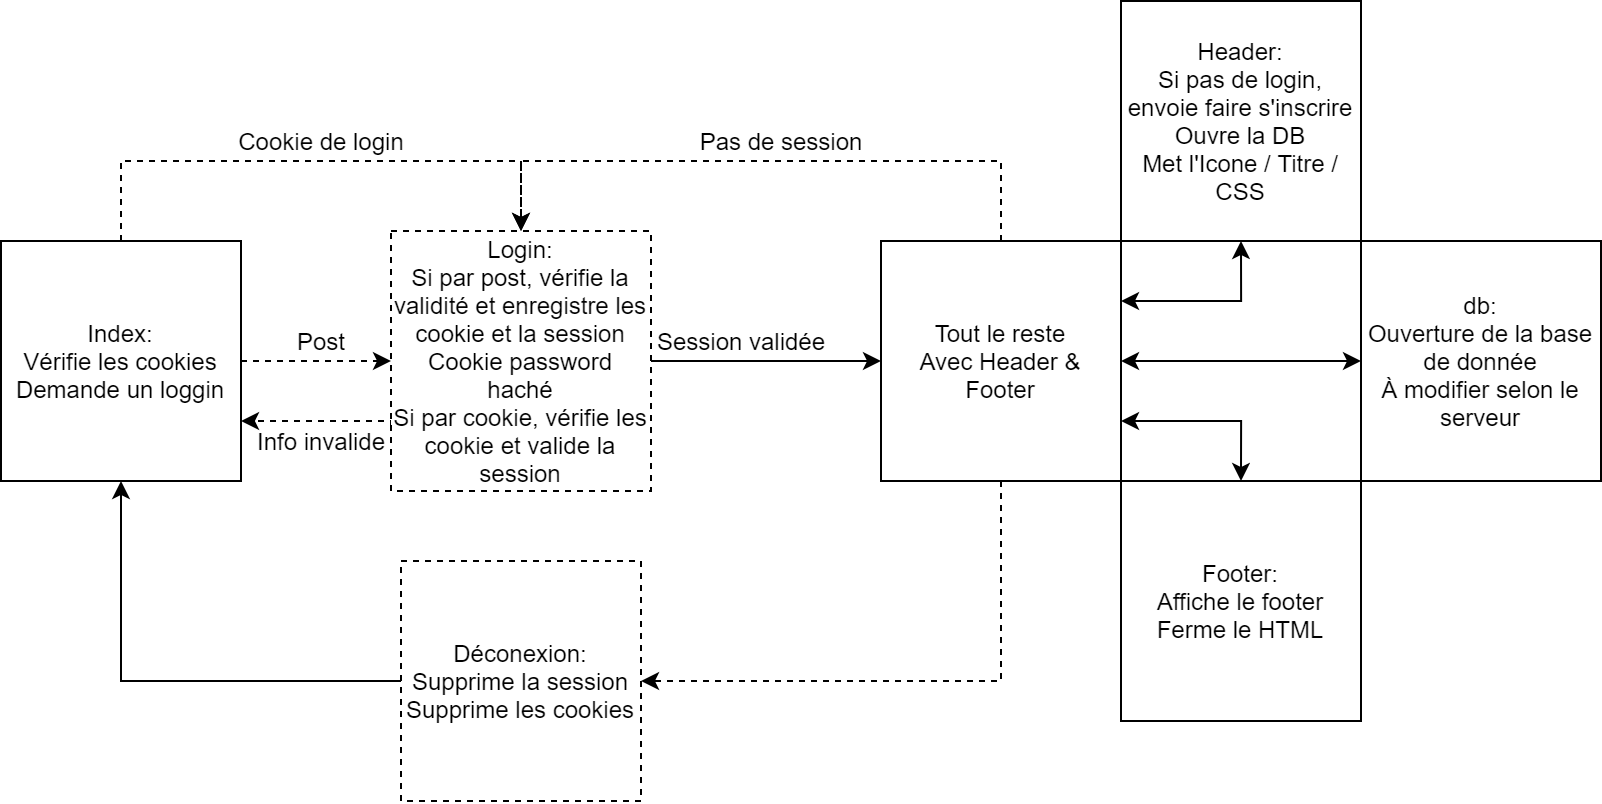 Header:
Si pas de login,
envoie faire s'inscrire
Ouvre la DB
Met l'Icone / Titre /
CSS
Cookie de login
Pas de session
Index:
Vérifie les cookies
Demande un loggin
Post
Info invalide
Login:
Si par post, vérifie la
validité et enregistre les
cookie et la session
Cookie password
haché
Si par cookie, vérifie les
cookie et valide la
session
Session validée
Tout le reste
Avec Header &
Footer
db:
Ouverture de la base
de donnée
À modifier selon le
serveur
Déconexion:
Supprime la session
Supprime les cookies
Footer:
Affiche le footer
Ferme le HTML